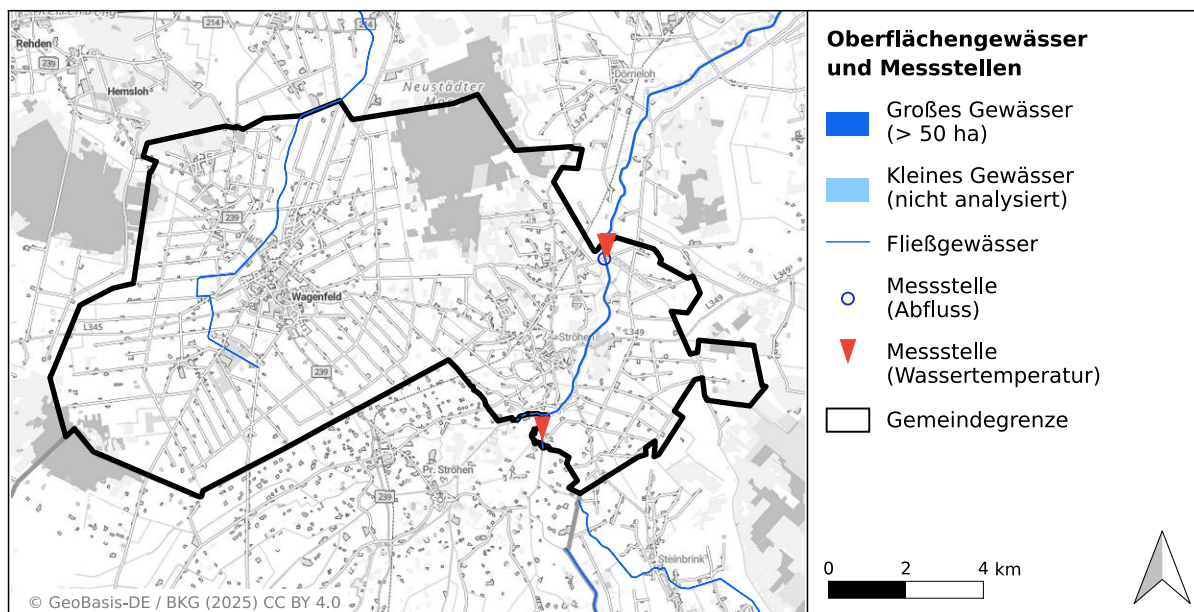 214
214
Rehden
239
Hemsloh
Neustädter
Dörrieloh
L347
239
L347
Wagenfeld
L349
L345
Ströhen
L349
L349
239
Pr. Ströhen
239
Steinbrink
© GeoBasis-DE / BKG (2025) CC BY 4.0
Oberflächengewässer
und Messstellen
Großes Gewässer
(> 50 ha)
Kleines Gewässer
(nicht analysiert)
Fließgewässer
Messstelle
(Abfluss)
Messstelle
(Wassertemperatur)
Gemeindegrenze
0 2 4 km